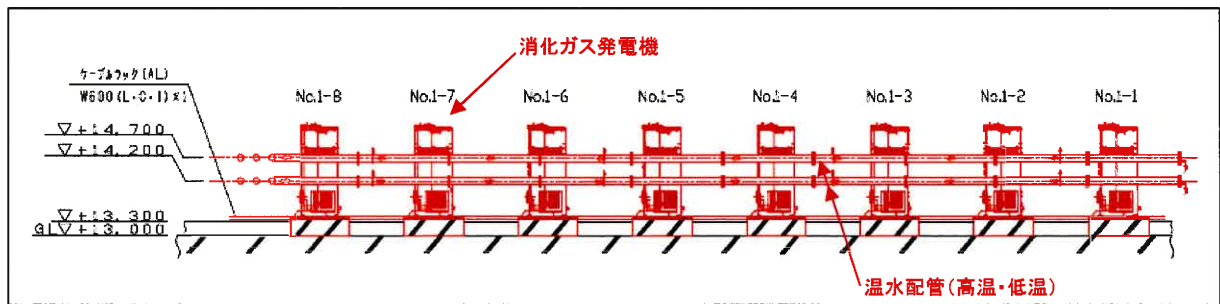 消化ガス発電機
ケーブルラック(AL)
W600(L・C・I)×1
No.1-8 No.1-7 No.1-6 No.1-5 No.1-4 No.1-3 No.1-2 No.1-1
▽+14.700
▽+14.200
▽+13.300
GL▽+13.000
温水配管(高温・低温)